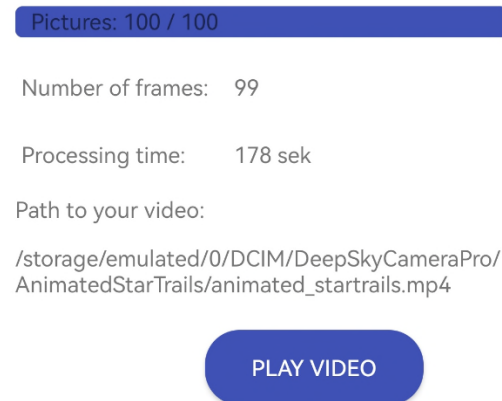 Pictures: 100 / 100
Number of frames: 99
Processing time: 178 sek
Path to your video:
/storage/emulated/0/DCIM/DeepSkyCameraPro/
AnimatedStarTrails/animated_startrails.mp4
PLAY VIDEO